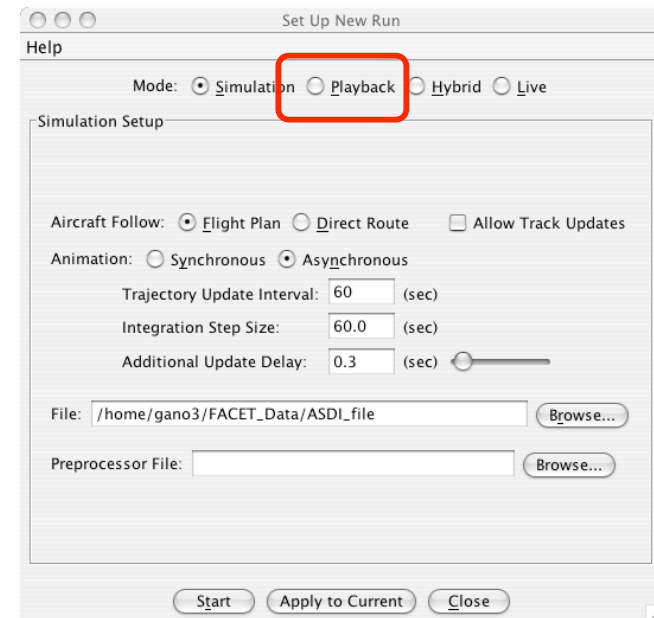 Set Up New Run
Help
Mode: Simulation Playback Hybrid Live
Simulation Setup
Aircraft Follow: Flight Plan Direct Route Allow Track Updates
Animation: Synchronous Asynchronous
Trajectory Update Interval: 60 (sec)
Integration Step Size: 60.0 (sec)
Additional Update Delay: 0.3 (sec)
File: /home/gano3/FACET_Data/ASDI_file Browse...
Preprocessor File: Browse...
Start Apply to Current Close